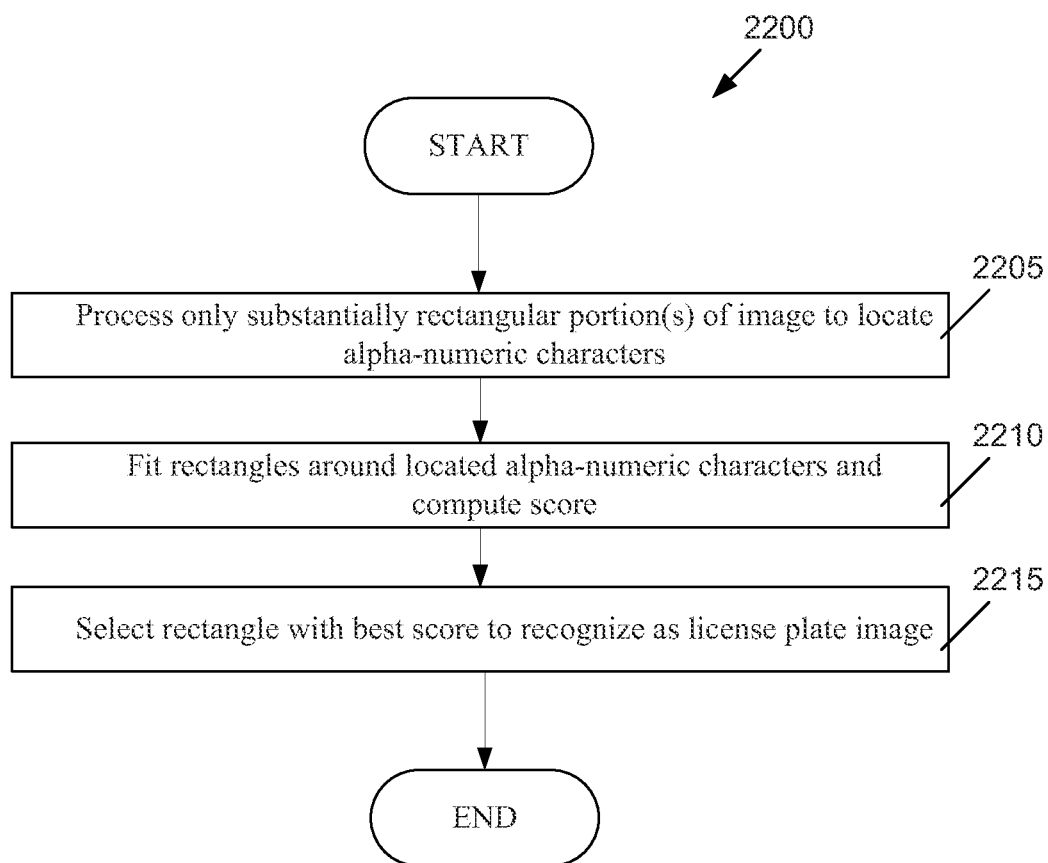 2200
START
2205
Process only substantially rectangular portion(s) of image to locate
alpha-numeric characters
2210
Fit rectangles around located alpha-numeric characters and
compute score
2215
Select rectangle with best score to recognize as license plate image
END